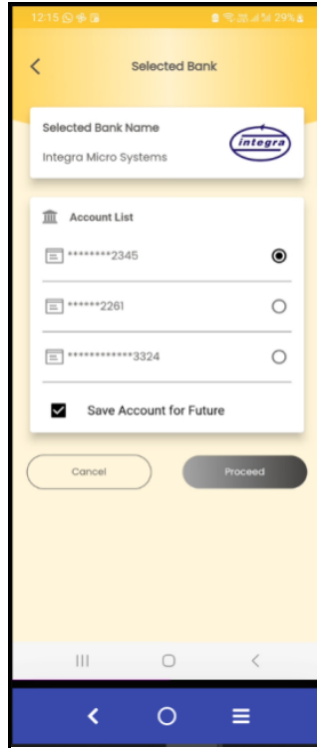 12:15 29%
Selected Bank
Selected Bank Name
Integra Micro Systems
integra
Account List
********2345
******2261
************3324
Save Account for Future
Cancel
Proceed